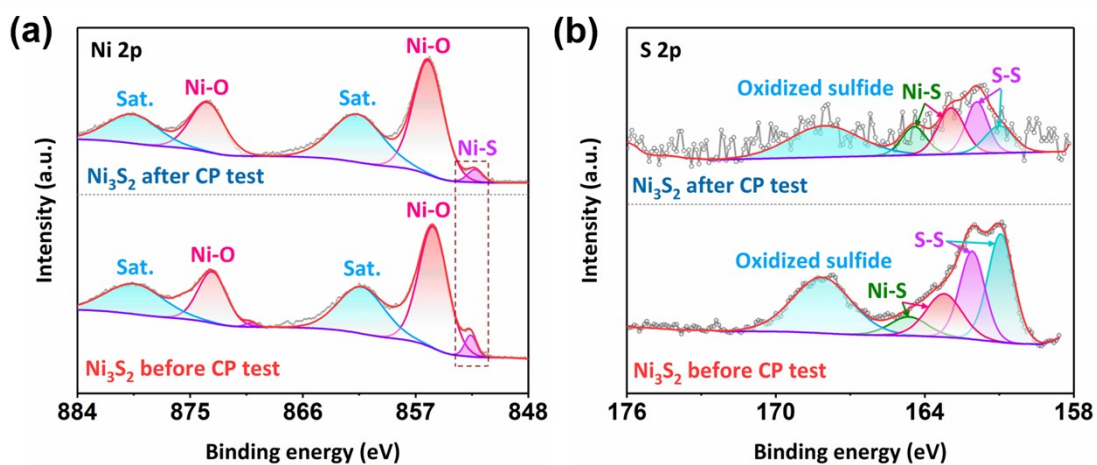 (a)
Ni 2p
Ni-O
Ni-O
Sat.
Sat.
Ni-S
Ni₃S₂ after CP test
Ni-O
Ni-O
Sat.
Sat.
Ni₃S₂ before CP test
Intensity (a.u.)
884 875 866 857 848
Binding energy (eV)
(b)
S 2p
S-S
Ni-S
Oxidized sulfide
Ni₃S₂ after CP test
S-S
Oxidized sulfide
Ni-S
Ni₃S₂ before CP test
Intensity (a.u.)
176 170 164 158
Binding energy (eV)